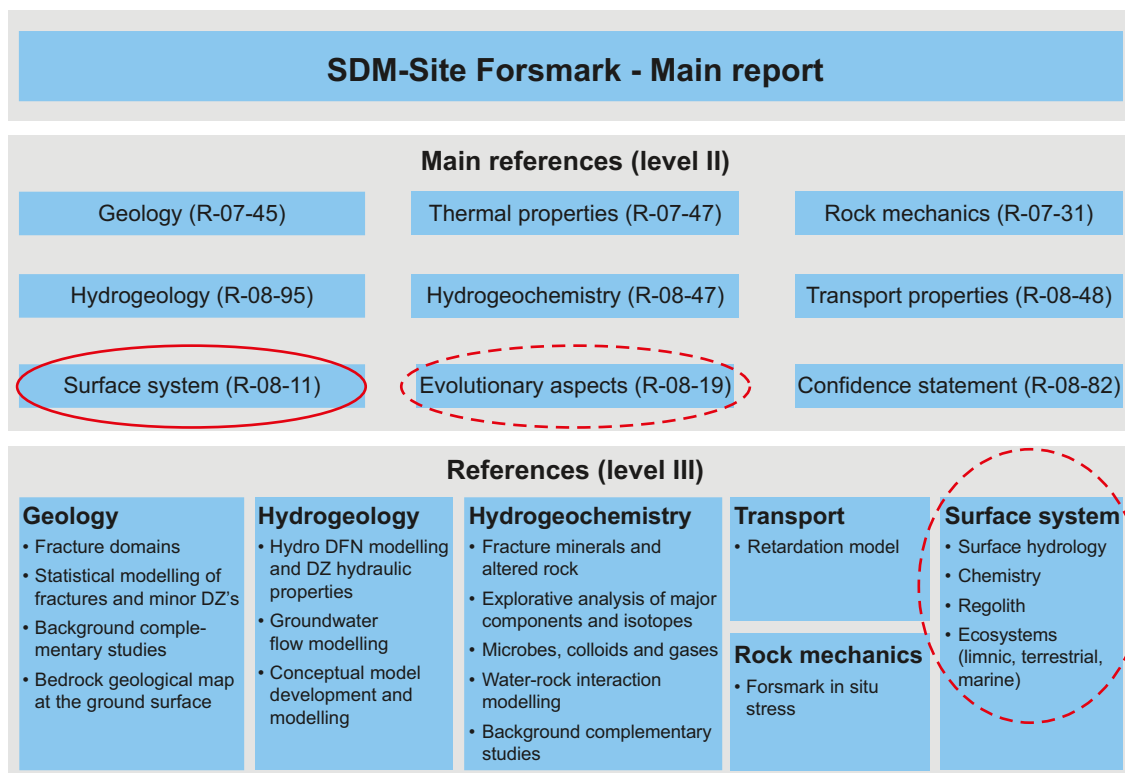 SDM-Site Forsmark - Main report
Main references (level II)
Geology (R-07-45)
Thermal properties (R-07-47)
Rock mechanics (R-07-31)
Hydrogeology (R-08-95)
Hydrogeochemistry (R-08-47)
Transport properties (R-08-48)
Surface system (R-08-11)
Evolutionary aspects (R-08-19)
Confidence statement (R-08-82)
References (level III)
Geology
• Fracture domains
• Statistical modelling of
fractures and minor DZ's
• Background comple-
mentary studies
• Bedrock geological map
at the ground surface
Hydrogeology
• Hydro DFN modelling
and DZ hydraulic
properties
• Groundwater
flow modelling
• Conceptual model
development and
modelling
Hydrogeochemistry
• Fracture minerals and
altered rock
• Explorative analysis of major
components and isotopes
• Microbes, colloids and gases
• Water-rock interaction
modelling
• Background complementary
studies
Transport
• Retardation model
Rock mechanics
• Forsmark in situ
stress
Surface system
• Surface hydrology
• Chemistry
• Regolith
• Ecosystems
(limnic, terrestrial,
marine)